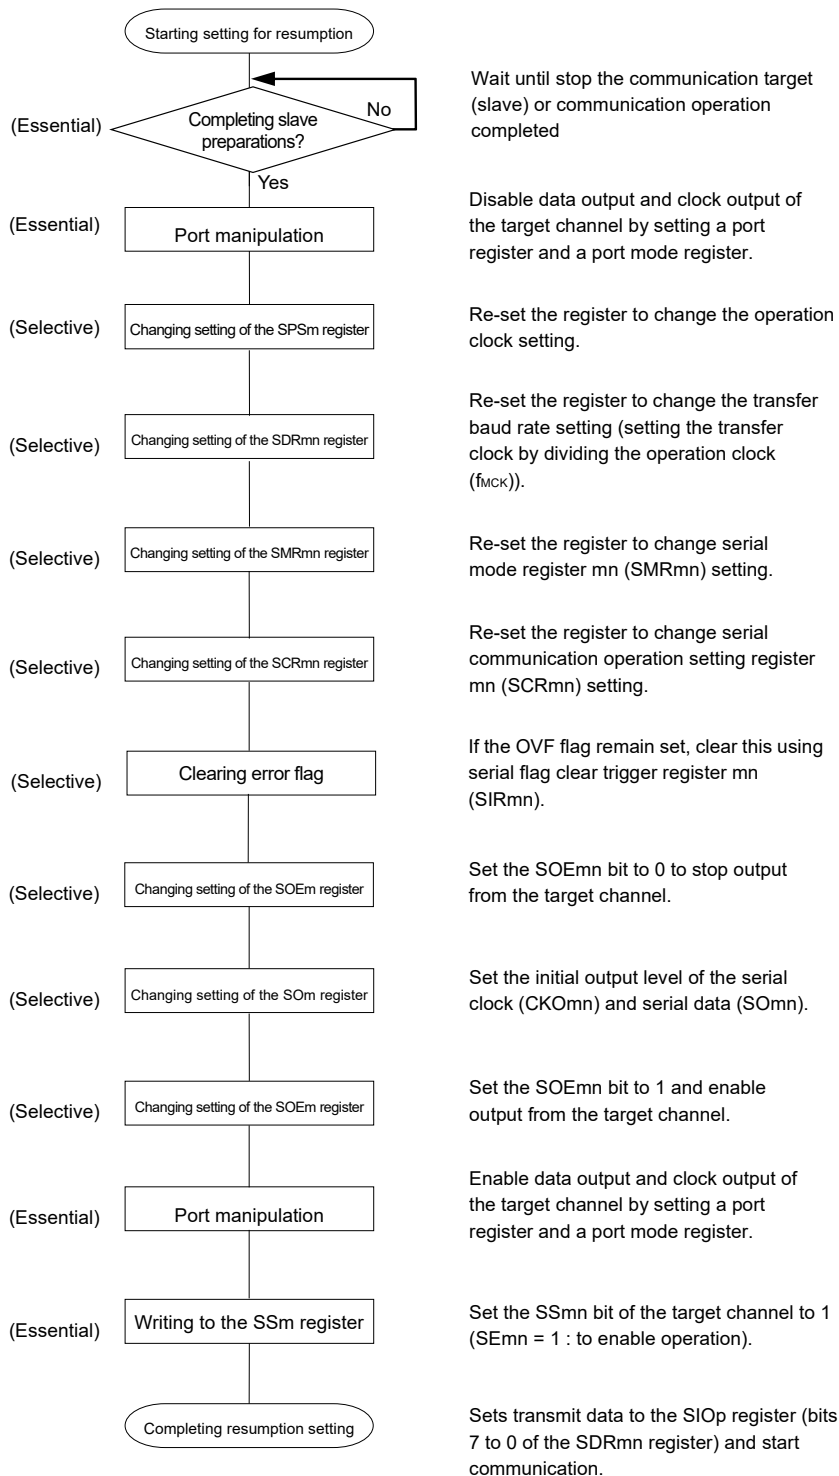 Starting setting for resumption
(Essential)
Completing slave
preparations?
No
Yes
Wait until stop the communication target
(slave) or communication operation
completed
(Essential)
Port manipulation
Disable data output and clock output of
the target channel by setting a port
register and a port mode register.
(Selective)
Changing setting of the SPSm register
Re-set the register to change the operation
clock setting.
(Selective)
Changing setting of the SDRmn register
Re-set the register to change the transfer
baud rate setting (setting the transfer
clock by dividing the operation clock
(fMCK)).
(Selective)
Changing setting of the SMRmn register
Re-set the register to change serial
mode register mn (SMRmn) setting.
(Selective)
Changing setting of the SCRmn register
Re-set the register to change serial
communication operation setting register
mn (SCRmn) setting.
(Selective)
Clearing error flag
If the OVF flag remain set, clear this using
serial flag clear trigger register mn
(SIRmn).
(Selective)
Changing setting of the SOEm register
Set the SOEmn bit to 0 to stop output
from the target channel.
(Selective)
Changing setting of the SOm register
Set the initial output level of the serial
clock (CKOmn) and serial data (SOmn).
(Selective)
Changing setting of the SOEm register
Set the SOEmn bit to 1 and enable
output from the target channel.
(Essential)
Port manipulation
Enable data output and clock output of
the target channel by setting a port
register and a port mode register.
(Essential)
Writing to the SSm register
Set the SSmn bit of the target channel to 1
(SEmn = 1 : to enable operation).
Completing resumption setting
Sets transmit data to the SIOp register (bits
7 to 0 of the SDRmn register) and start
communication.